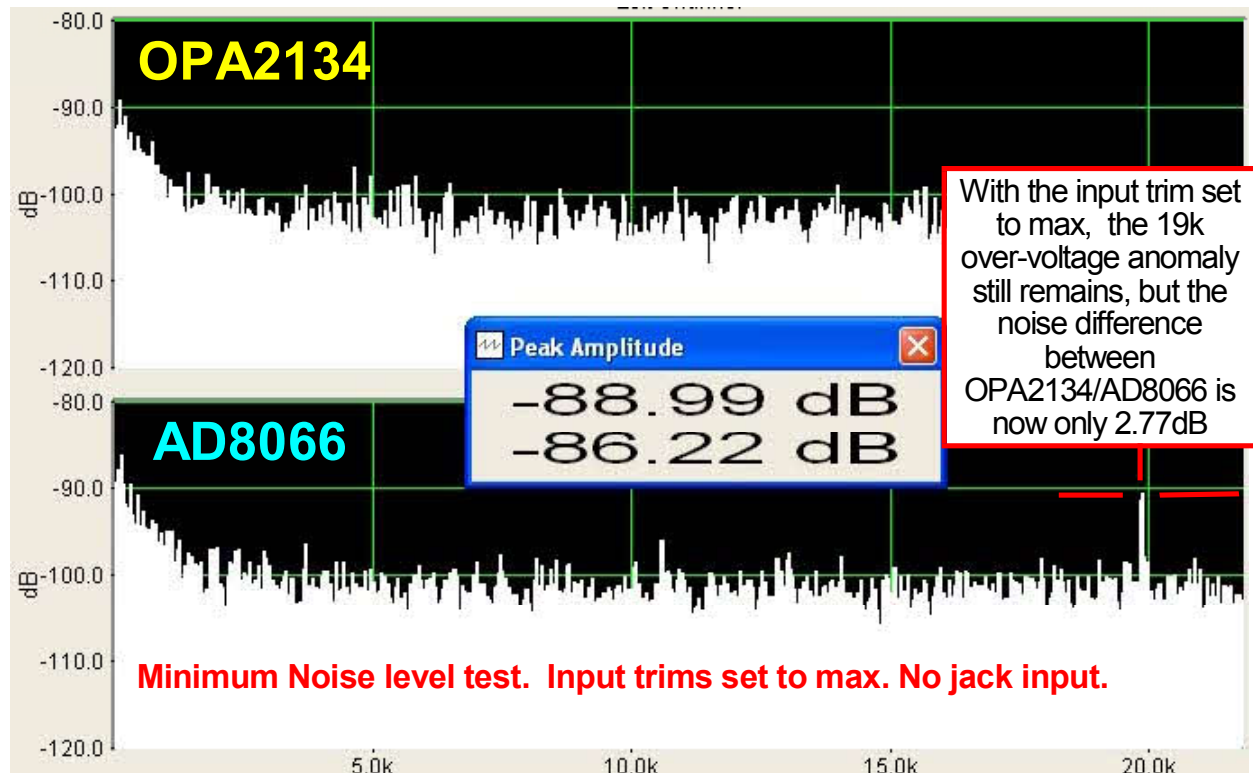 -80.0
OPA2134
-90.0
dB
-100.0
-110.0
-120.0
With the input trim set
to max, the 19k
over-voltage anomaly
still remains, but the
noise difference
between
OPA2134/AD8066 is
now only 2.77dB
Peak Amplitude
-88.99 dB
-86.22 dB
-80.0
AD8066
-90.0
dB
-100.0
-110.0
Minimum Noise level test. Input trims set to max. No jack input.
-120.0
5.0k 10.0k 15.0k 20.0k